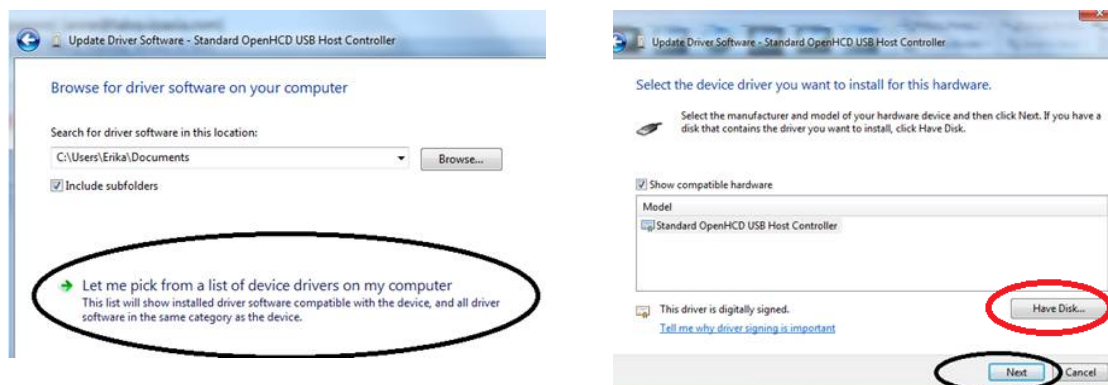 Update Driver Software - Standard OpenHCD USB Host Controller
Browse for driver software on your computer
Search for driver software in this location:
C:\Users\Erika\Documents
Browse...
Include subfolders
Let me pick from a list of device drivers on my computer
This list will show installed driver software compatible with the device, and all driver
software in the same category as the device.
Update Driver Software - Standard OpenHCD USB Host Controller
Select the device driver you want to install for this hardware.
Select the manufacturer and model of your hardware device and then click Next. If you have a
disk that contains the driver you want to install, click Have Disk.
Show compatible hardware
Model
Standard OpenHCD USB Host Controller
This driver is digitally signed.
Have Disk...
Tell me why driver signing is important
Next
Cancel